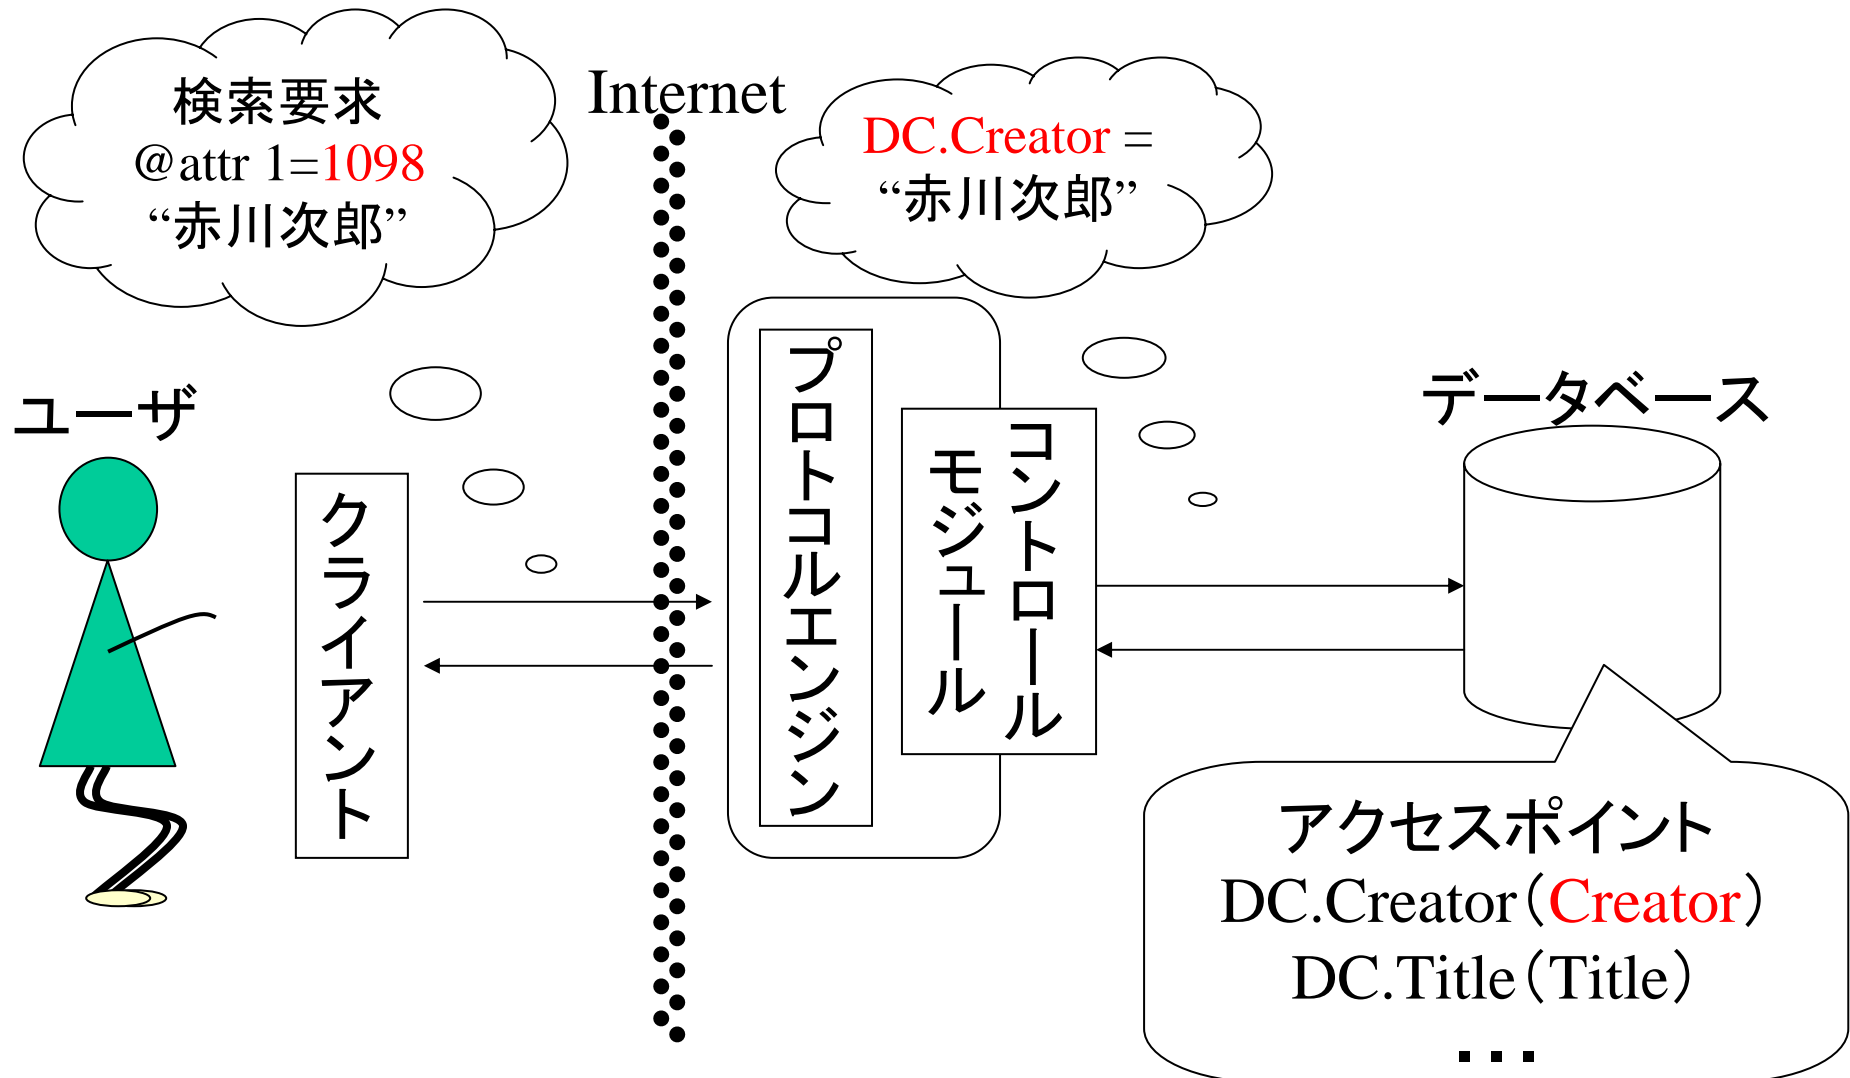 検索要求
@attr 1=1098
“赤川次郎”
Internet
DC.Creator =
“赤川次郎”
ユーザ
クライアント
プロトコルエンジン
コントロール
モジュール
データベース
アクセスポイント
DC.Creator（Creator）
DC.Title（Title）
・・・